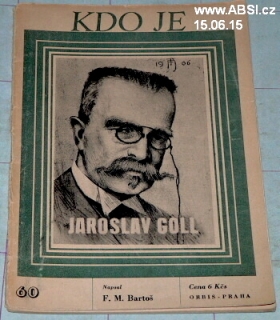 www.ABSI.cz
15.06.15
KDO JE
JAROSLAV GOLL
60
Napsal
F. M. Bartoš
Cena 6 Kčs
ORBIS - PRAHA